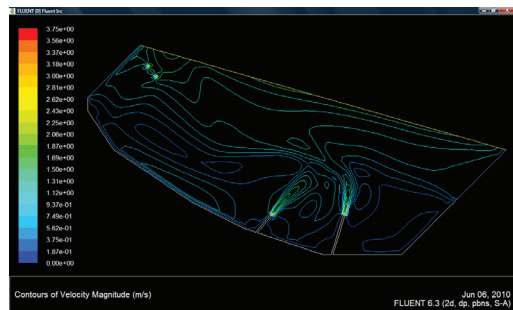 FLUENT [0] Fluent Inc
3.75e+00
3.56e+00
3.37e+00
3.18e+00
3.00e+00
2.81e+00
2.62e+00
2.43e+00
2.25e+00
2.06e+00
1.87e+00
1.69e+00
1.50e+00
1.31e+00
1.12e+00
9.37e-01
7.49e-01
5.62e-01
3.75e-01
1.87e-01
0.00e+00
Contours of Velocity Magnitude (m/s)
Jun 06, 2010
FLUENT 6.3 (2d, dp, pbns, S-A)